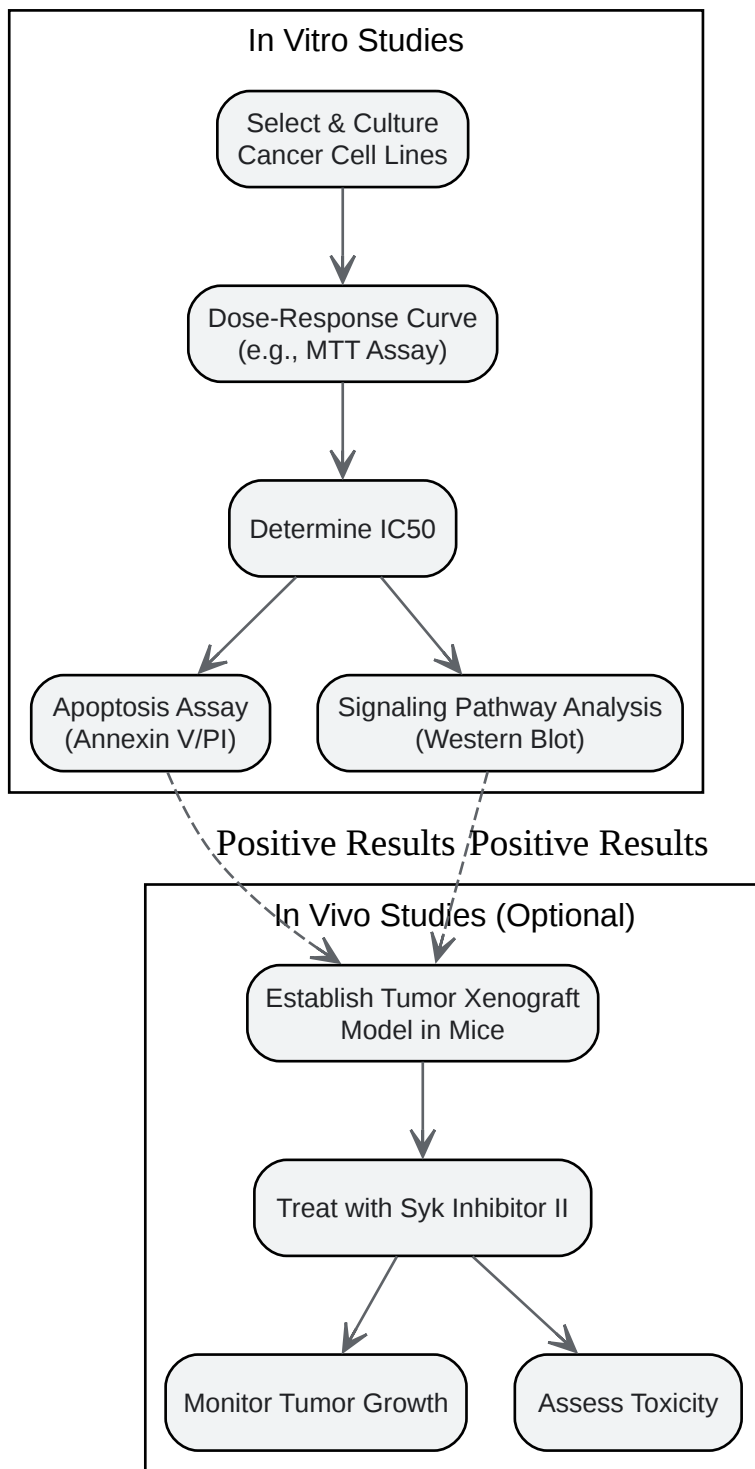 In Vitro Studies
Select & Culture
Cancer Cell Lines
Dose-Response Curve
(e.g., MTT Assay)
Determine IC50
Apoptosis Assay
(Annexin V/PI)
Signaling Pathway Analysis
(Western Blot)
Positive Results
Positive Results
In Vivo Studies (Optional)
Establish Tumor Xenograft
Model in Mice
Treat with Syk Inhibitor II
Monitor Tumor Growth
Assess Toxicity